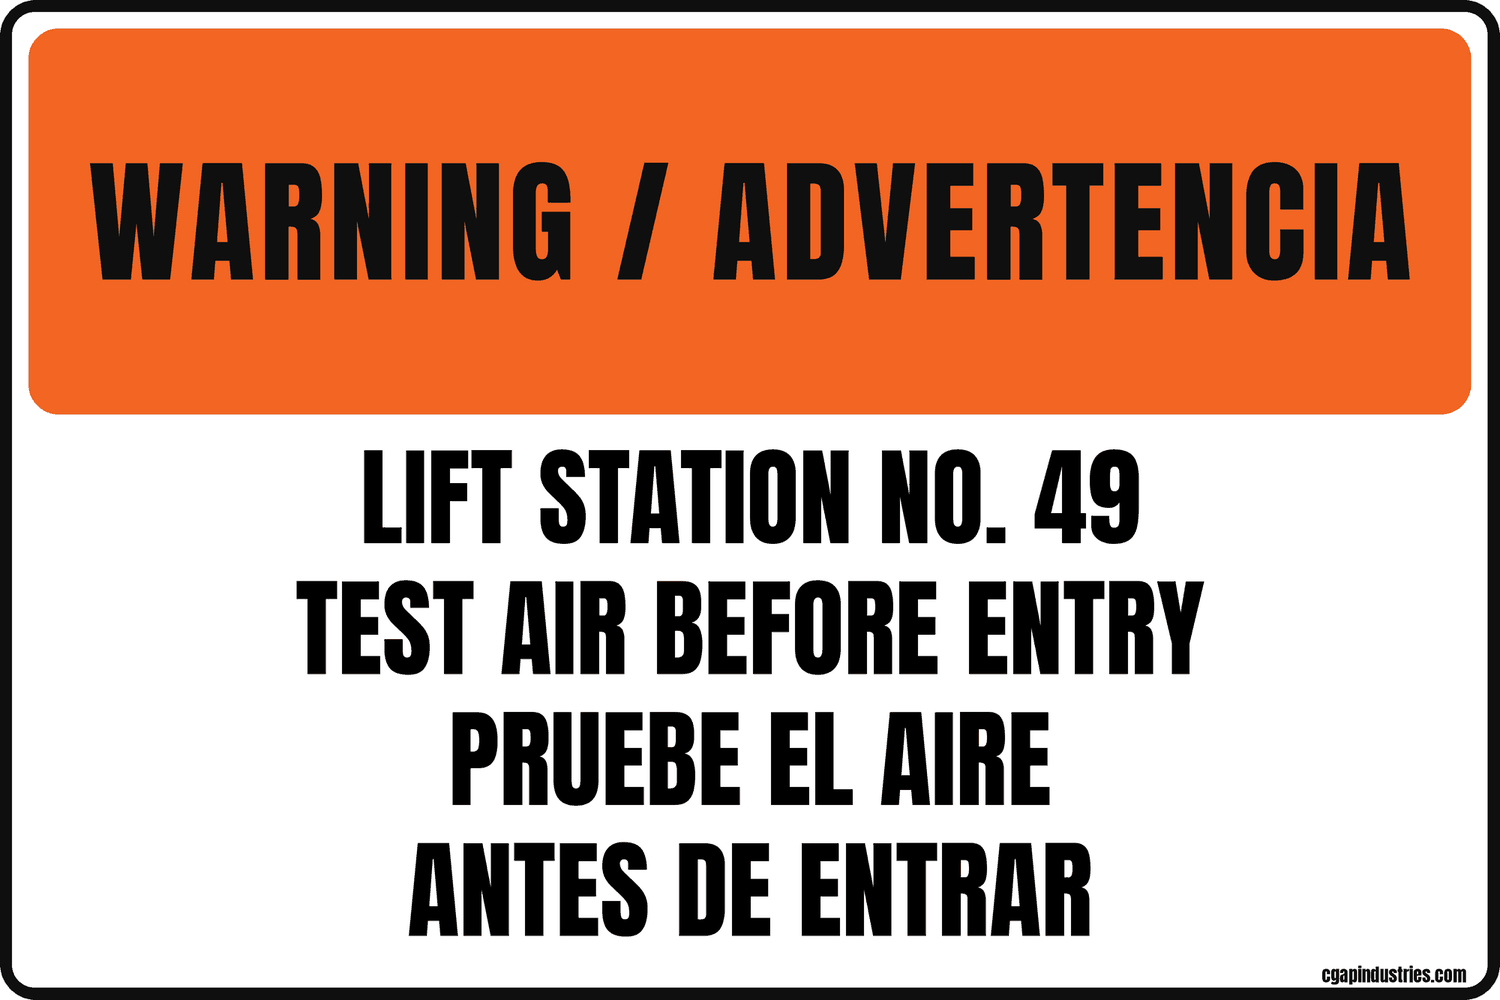 WARNING / ADVERTENCIA
LIFT STATION NO. 49
TEST AIR BEFORE ENTRY
PRUEBE EL AIRE
ANTES DE ENTRAR
cgapindustries.com